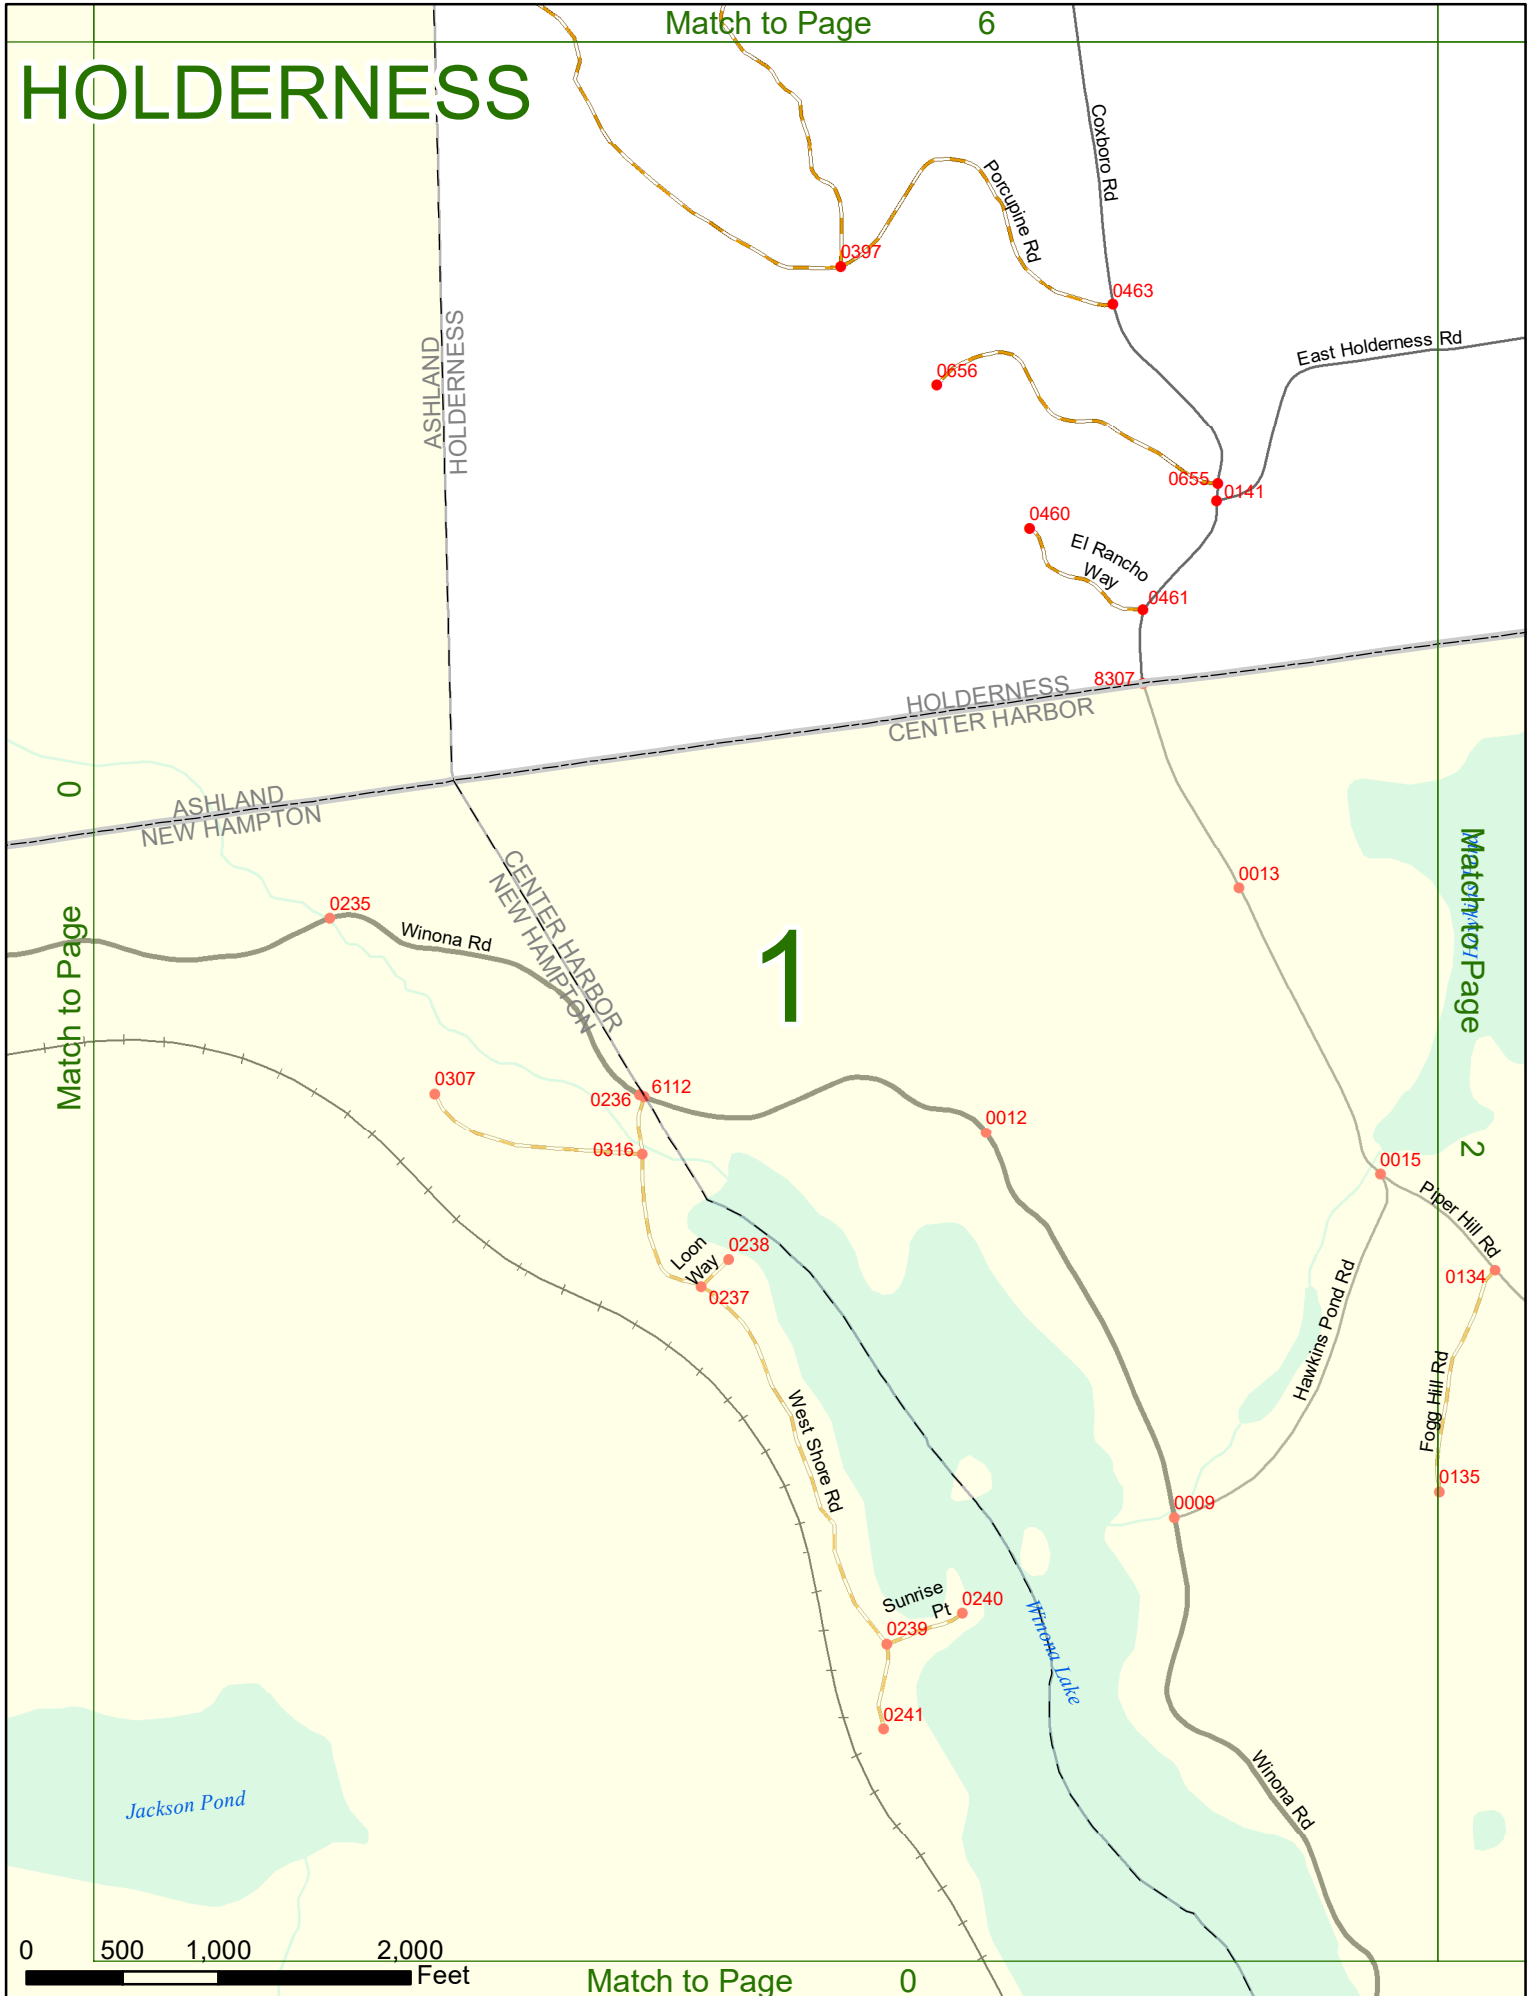 Match to Page 6
HOLDERNESS
Coxboro Rd
Porcupine Rd
0397
0463
ASHLAND
HOLDERNESS
East Holderness Rd
0656
0655
0141
0460
El Rancho
Way
0461
8307
HOLDERNESS
CENTER HARBOR
0
ASHLAND
NEW HAMPTON
Match to Page
CENTER HARBOR
NEW HAMPTON
0013
0235
Winona Rd
1
Match to Page
2
0307
0236
6112
0316
0012
0015
Piper Hill Rd
Loon
Way
0238
0237
0134
Hawkins Pond Rd
Fogg Hill Rd
West Shore Rd
0135
0009
Sunrise
Pt
0240
0239
Winona Lake
0241
Winona Rd
Jackson Pond
0 500 1,000 2,000
Feet
Match to Page 0